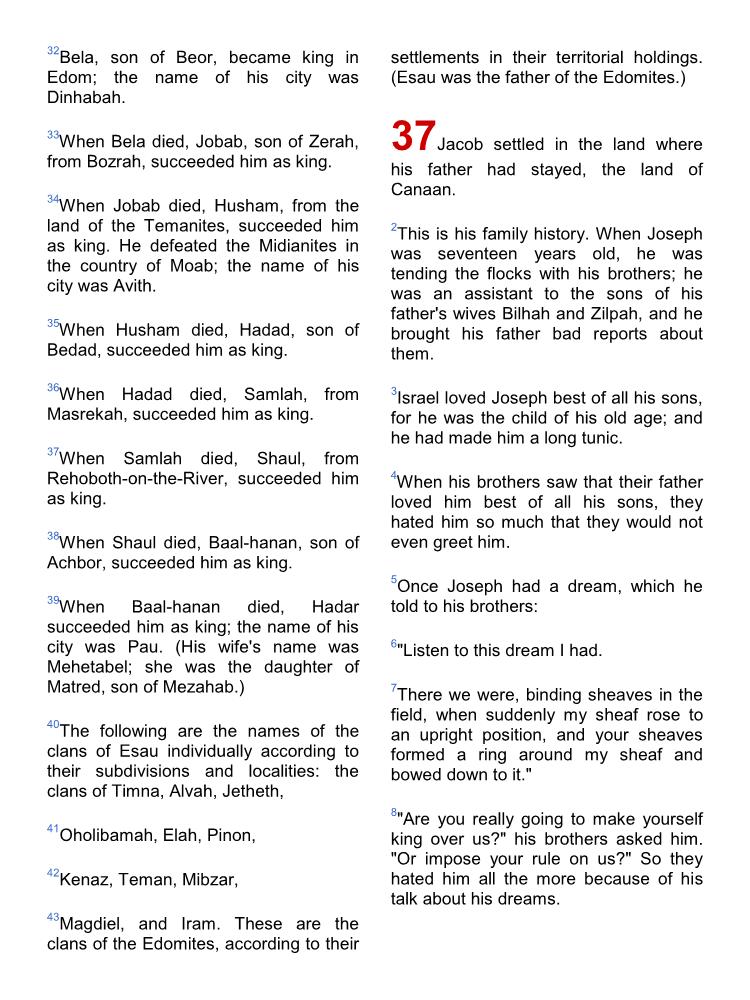 32Bela, son of Beor, became king in
Edom; the name of his city was
Dinhabah.
33When Bela died, Jobab, son of Zerah,
from Bozrah, succeeded him as king.
34When Jobab died, Husham, from the
land of the Temanites, succeeded him
as king. He defeated the Midianites in
the country of Moab; the name of his
city was Avith.
35When Husham died, Hadad, son of
Bedad, succeeded him as king.
36When Hadad died, Samlah, from
Masrekah, succeeded him as king.
37When Samlah died, Shaul, from
Rehoboth-on-the-River, succeeded him
as king.
38When Shaul died, Baal-hanan, son of
Achbor, succeeded him as king.
39When Baal-hanan died, Hadar
succeeded him as king; the name of his
city was Pau. (His wife's name was
Mehetabel; she was the daughter of
Matred, son of Mezahab.)
40The following are the names of the
clans of Esau individually according to
their subdivisions and localities: the
clans of Timna, Alvah, Jetheth,
41Oholibamah, Elah, Pinon,
42Kenaz, Teman, Mibzar,
43Magdiel, and Iram. These are the
clans of the Edomites, according to their
settlements in their territorial holdings.
(Esau was the father of the Edomites.)
37Jacob settled in the land where
his father had stayed, the land of
Canaan.
2This is his family history. When Joseph
was seventeen years old, he was
tending the flocks with his brothers; he
was an assistant to the sons of his
father's wives Bilhah and Zilpah, and he
brought his father bad reports about
them.
3Israel loved Joseph best of all his sons,
for he was the child of his old age; and
he had made him a long tunic.
4When his brothers saw that their father
loved him best of all his sons, they
hated him so much that they would not
even greet him.
5Once Joseph had a dream, which he
told to his brothers:
6"Listen to this dream I had.
7There we were, binding sheaves in the
field, when suddenly my sheaf rose to
an upright position, and your sheaves
formed a ring around my sheaf and
bowed down to it."
8"Are you really going to make yourself
king over us?" his brothers asked him.
"Or impose your rule on us?" So they
hated him all the more because of his
talk about his dreams.